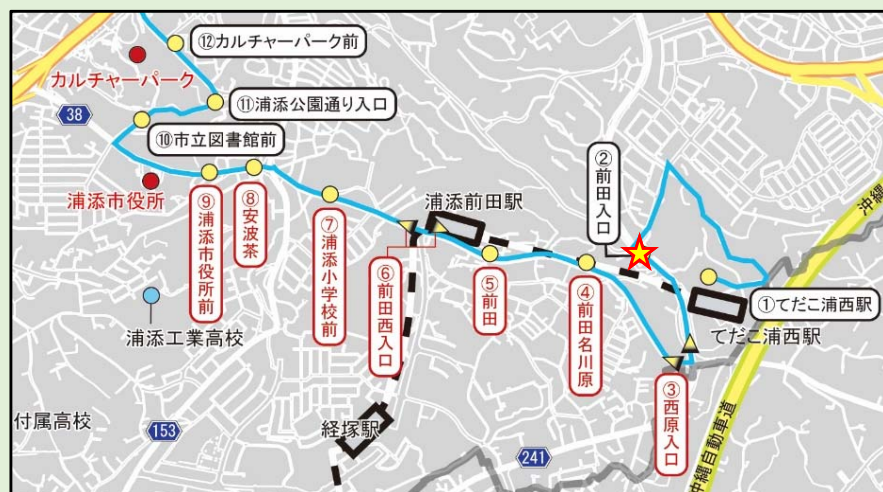 ⑫カルチャーパーク前
カルチャーパーク
⑪浦添公園通り入口
38
⑩市立図書館前
②前田入口
浦添前田駅
浦添市役所
⑨浦添市役所前
⑧安波茶
⑦浦添小学校前
⑥前田西入口
⑤前田
④前田名川原
①てだこ浦西駅
てだこ浦西駅
③西原入口
浦添工業高校
付属高校
153
経塚駅
241
沖縄自動車道
沖縄